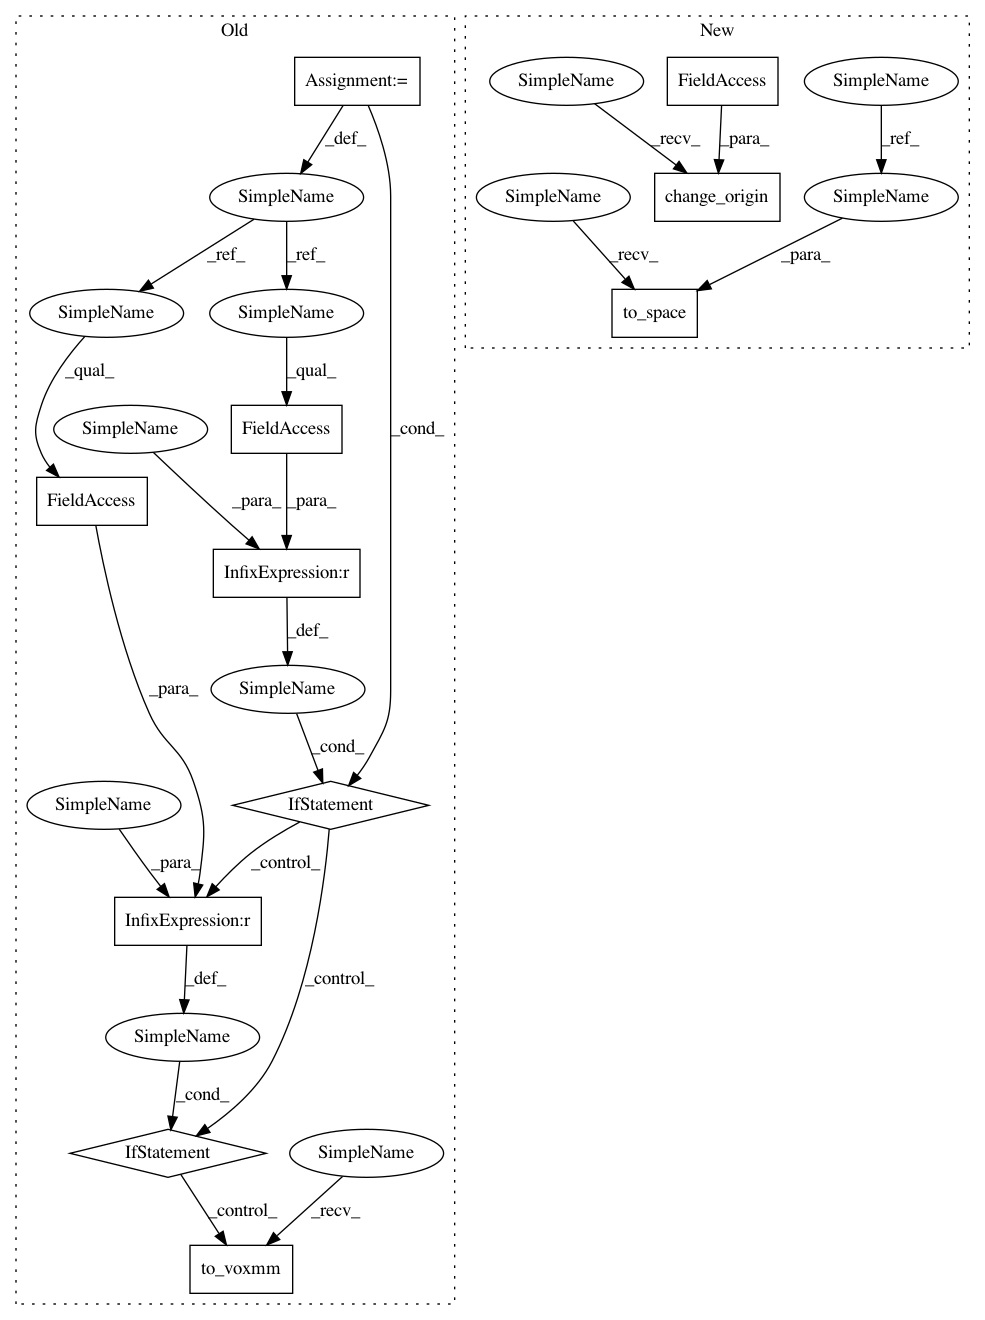 Old
New
Assignment:=
SimpleName
FieldAccess
SimpleName
_def_
_recv_
_para_
_ref_
SimpleName
SimpleName
change_origin
SimpleName
_ref_
_ref_
_recv_
_para_
SimpleName
SimpleName
to_space
_qual_
_qual_
SimpleName
FieldAccess
_cond_
FieldAccess
_para_
_para_
InfixExpression:r
_def_
_para_
SimpleName
_cond_
SimpleName
IfStatement
_para_
_control_
InfixExpression:r
_def_
_control_
SimpleName
_cond_
IfStatement
SimpleName
_control_
_recv_
to_voxmm